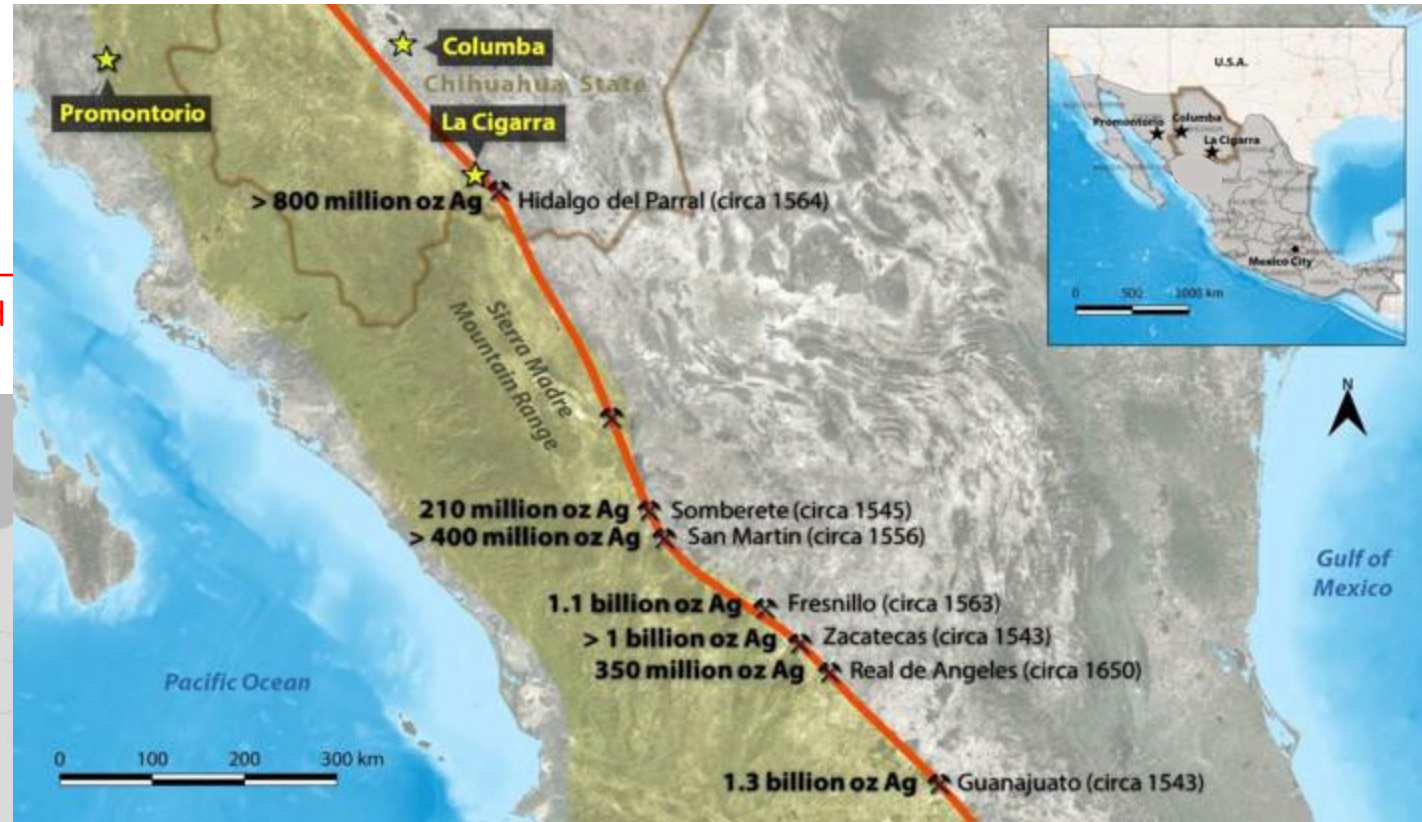 Columba
Chihuahua State
Promontorio
La Cigarra
> 800 million oz Ag Hidalgo del Parral (circa 1564)
Sierra Madre
Mountain Range
210 million oz Ag Somberete (circa 1545)
> 400 million oz Ag San Martin (circa 1556)
1.1 billion oz Ag Fresnillo (circa 1563)
> 1 billion oz Ag Zacatecas (circa 1543)
350 million oz Ag Real de Angeles (circa 1650)
1.3 billion oz Ag Guanajuato (circa 1543)
Pacific Ocean
Gulf of
Mexico
0 100 200 300 km
N
U.S.A.
Promontorio
Columba
La Cigarra
Mexico City
0 500 1000 km